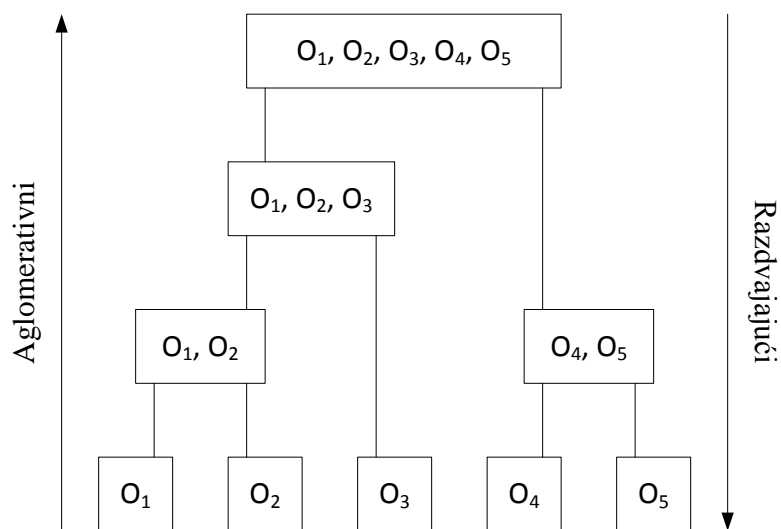 O₁, O₂, O₃, O₄, O₅
Aglomerativni
O₁, O₂, O₃
Razdvajajući
O₁, O₂
O₄, O₅
O₁
O₂
O₃
O₄
O₅